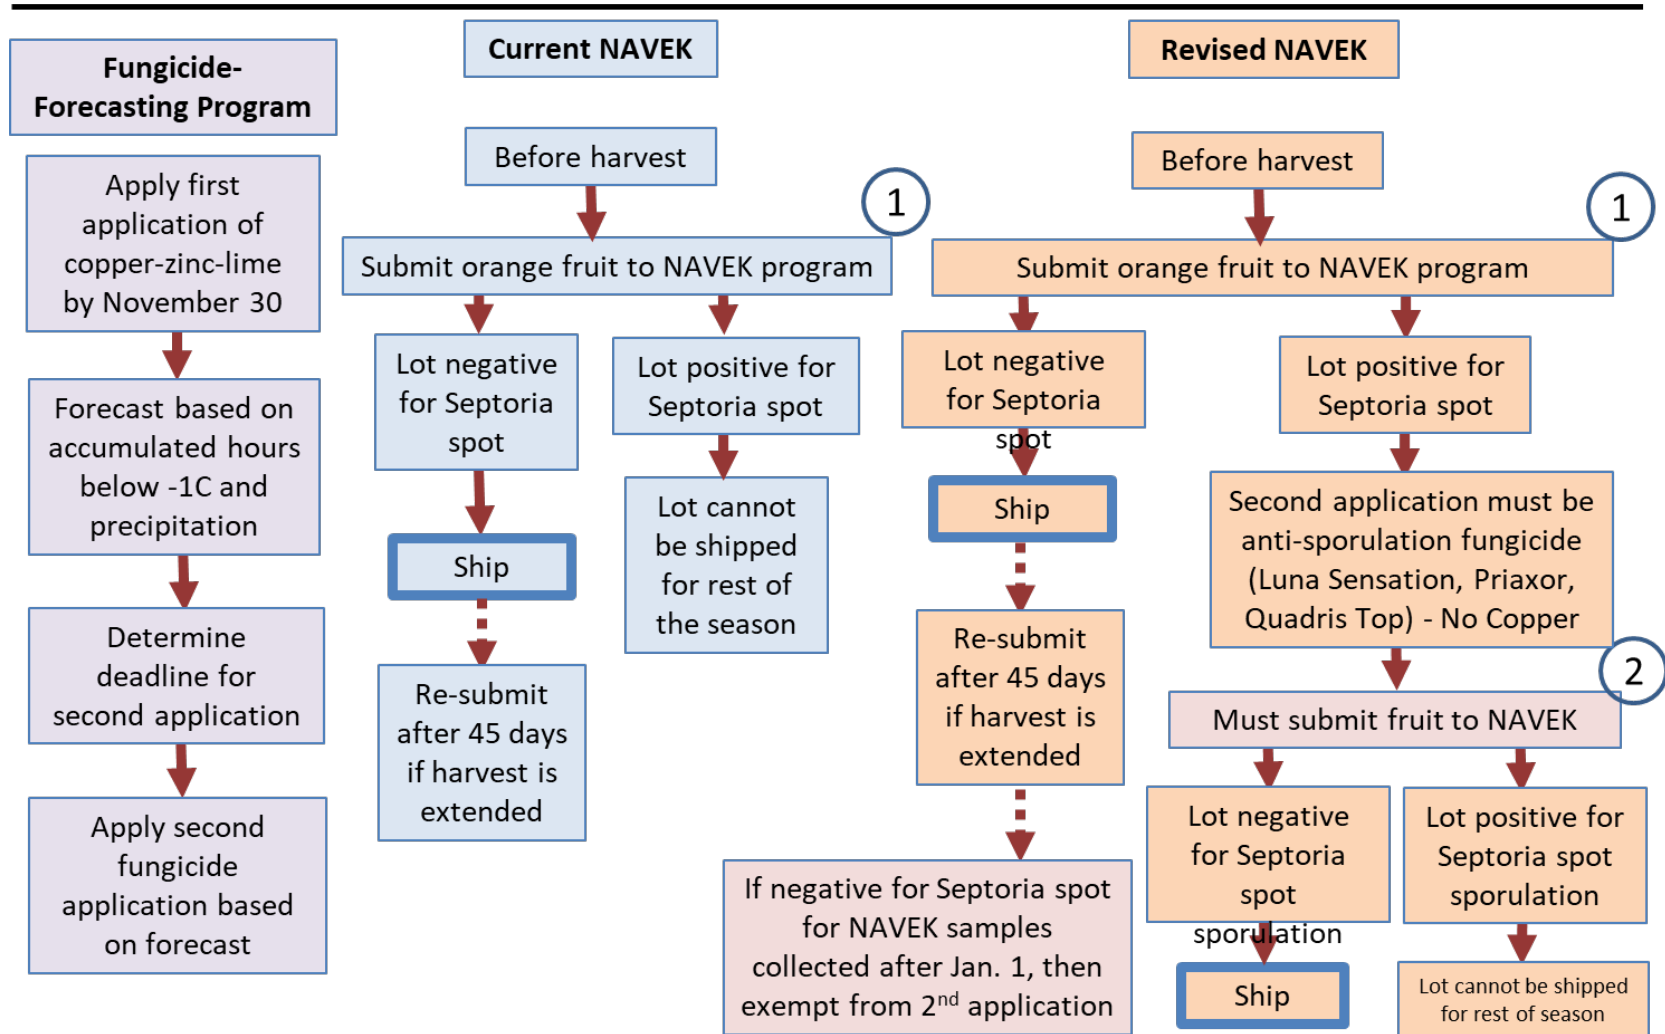 Fungicide-
Forecasting Program
Apply first
application of
copper-zinc-lime
by November 30
Forecast based on
accumulated hours
below -1C and
precipitation
Determine
deadline for
second application
Apply second
fungicide
application based
on forecast
Current NAVEK
Before harvest
1
Submit orange fruit to NAVEK program
Lot negative
for Septoria
spot
Ship
Re-submit
after 45 days
if harvest is
extended
Lot positive for
Septoria spot
Lot cannot
be shipped
for rest of
the season
Revised NAVEK
Before harvest
1
Submit orange fruit to NAVEK program
Lot negative
for Septoria
spot
Ship
Re-submit
after 45 days
if harvest is
extended
If negative for Septoria spot
for NAVEK samples
collected after Jan. 1, then
exempt from 2nd application
Lot positive for
Septoria spot
Second application must be
anti-sporulation fungicide
(Luna Sensation, Priaxor,
Quadris Top) - No Copper
2
Must submit fruit to NAVEK
Lot negative
for Septoria
spot
sporulation
Ship
Lot positive for
Septoria spot
sporulation
Lot cannot be shipped
for rest of season